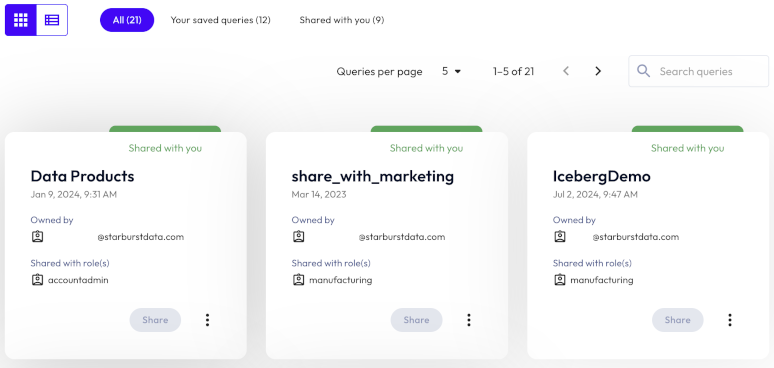 All (21) Your saved queries (12) Shared with you (9)
Queries per page 5 1–5 of 21 Search queries
Shared with you
Data Products
Jan 9, 2024, 9:31 AM
Owned by
@starburstdata.com
Shared with role(s)
accountadmin
Share
Shared with you
share_with_marketing
Mar 14, 2023
Owned by
@starburstdata.com
Shared with role(s)
manufacturing
Share
Shared with you
IcebergDemo
Jul 2, 2024, 9:47 AM
Owned by
@starburstdata.com
Shared with role(s)
manufacturing
Share